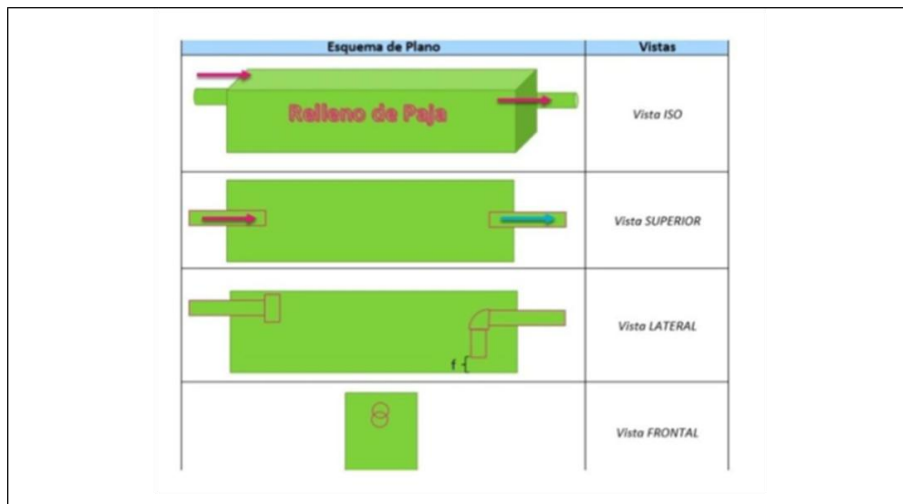 Esquema de Plano
Vistas
Relleno de Paja
Vista ISO
Vista SUPERIOR
f
Vista LATERAL
Vista FRONTAL